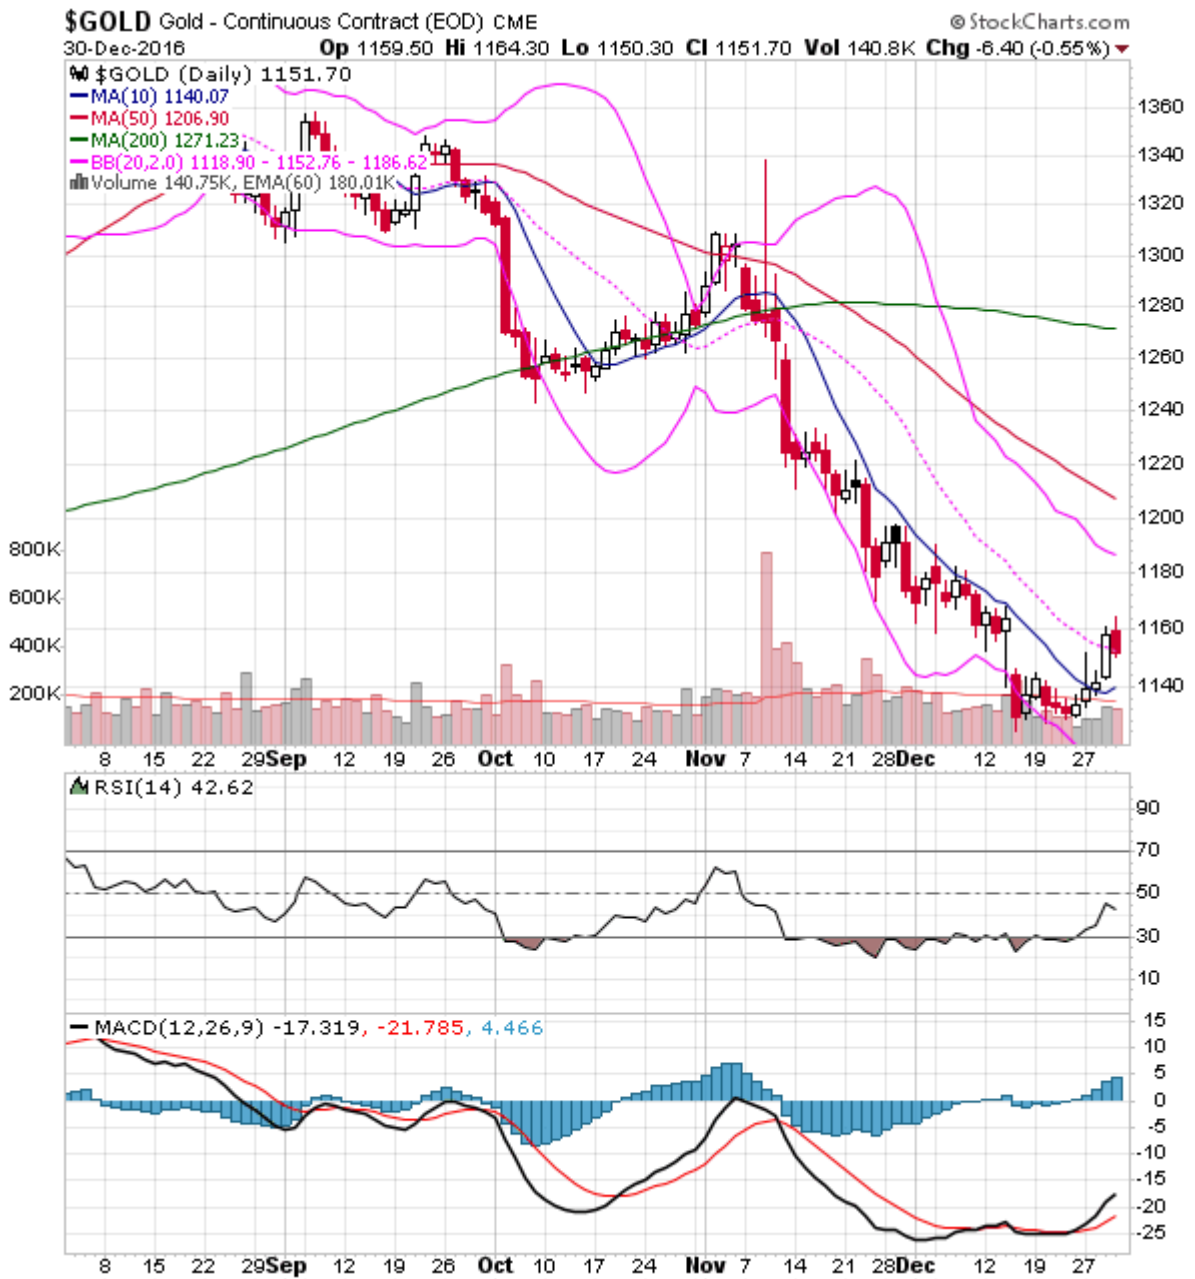 $GOLD Gold - Continuous Contract (EOD) CME © StockCharts.com
30-Dec-2016 Op 1159.50 Hi 1164.30 Lo 1150.30 Cl 1151.70 Vol 140.8K Chg -6.40 (-0.55%)
$GOLD (Daily) 1151.70
MA(10) 1140.07
MA(50) 1206.90
MA(200) 1271.23
BB(20,2.0) 1118.90 - 1152.76 - 1186.62
Volume 140.75K, EMA(60) 180.01K
1360
1340
1320
1300
1280
1260
1240
1220
1200
1180
1160
1140
800K
600K
400K
200K
8 15 22 29 Sep 12 19 26 Oct 10 17 24 Nov 7 14 21 28 Dec 12 19 27
RSI(14) 42.62
90
70
50
30
10
MACD(12,26,9) -17.319, -21.785, 4.466
15
10
5
0
-5
-10
-15
-20
-25
8 15 22 29 Sep 12 19 26 Oct 10 17 24 Nov 7 14 21 28 Dec 12 19 27